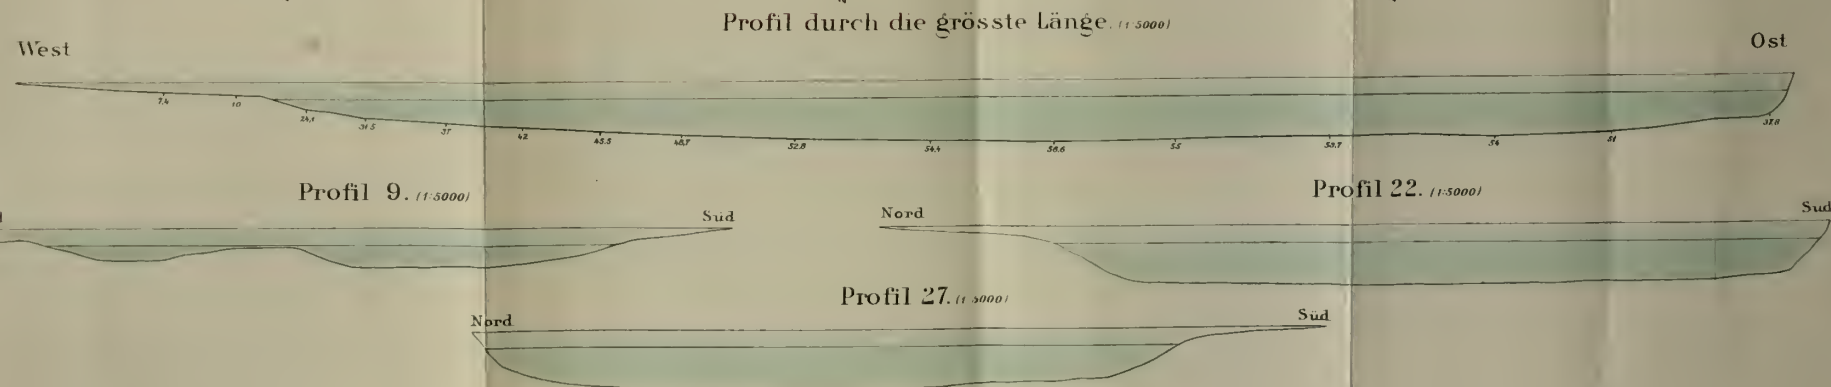 Profil durch die grösste Länge. (1:5000)
West
Ost
7,4 10 24,1 31.5 37 42 45.5 48,7 52.8 54.4 56.6 55 53.7 54 51 37.8
Profil 9. (1:5000)
Süd
Profil 22. (1:5000)
Nord
Sud
Profil 27. (1:5000)
Nord
Süd